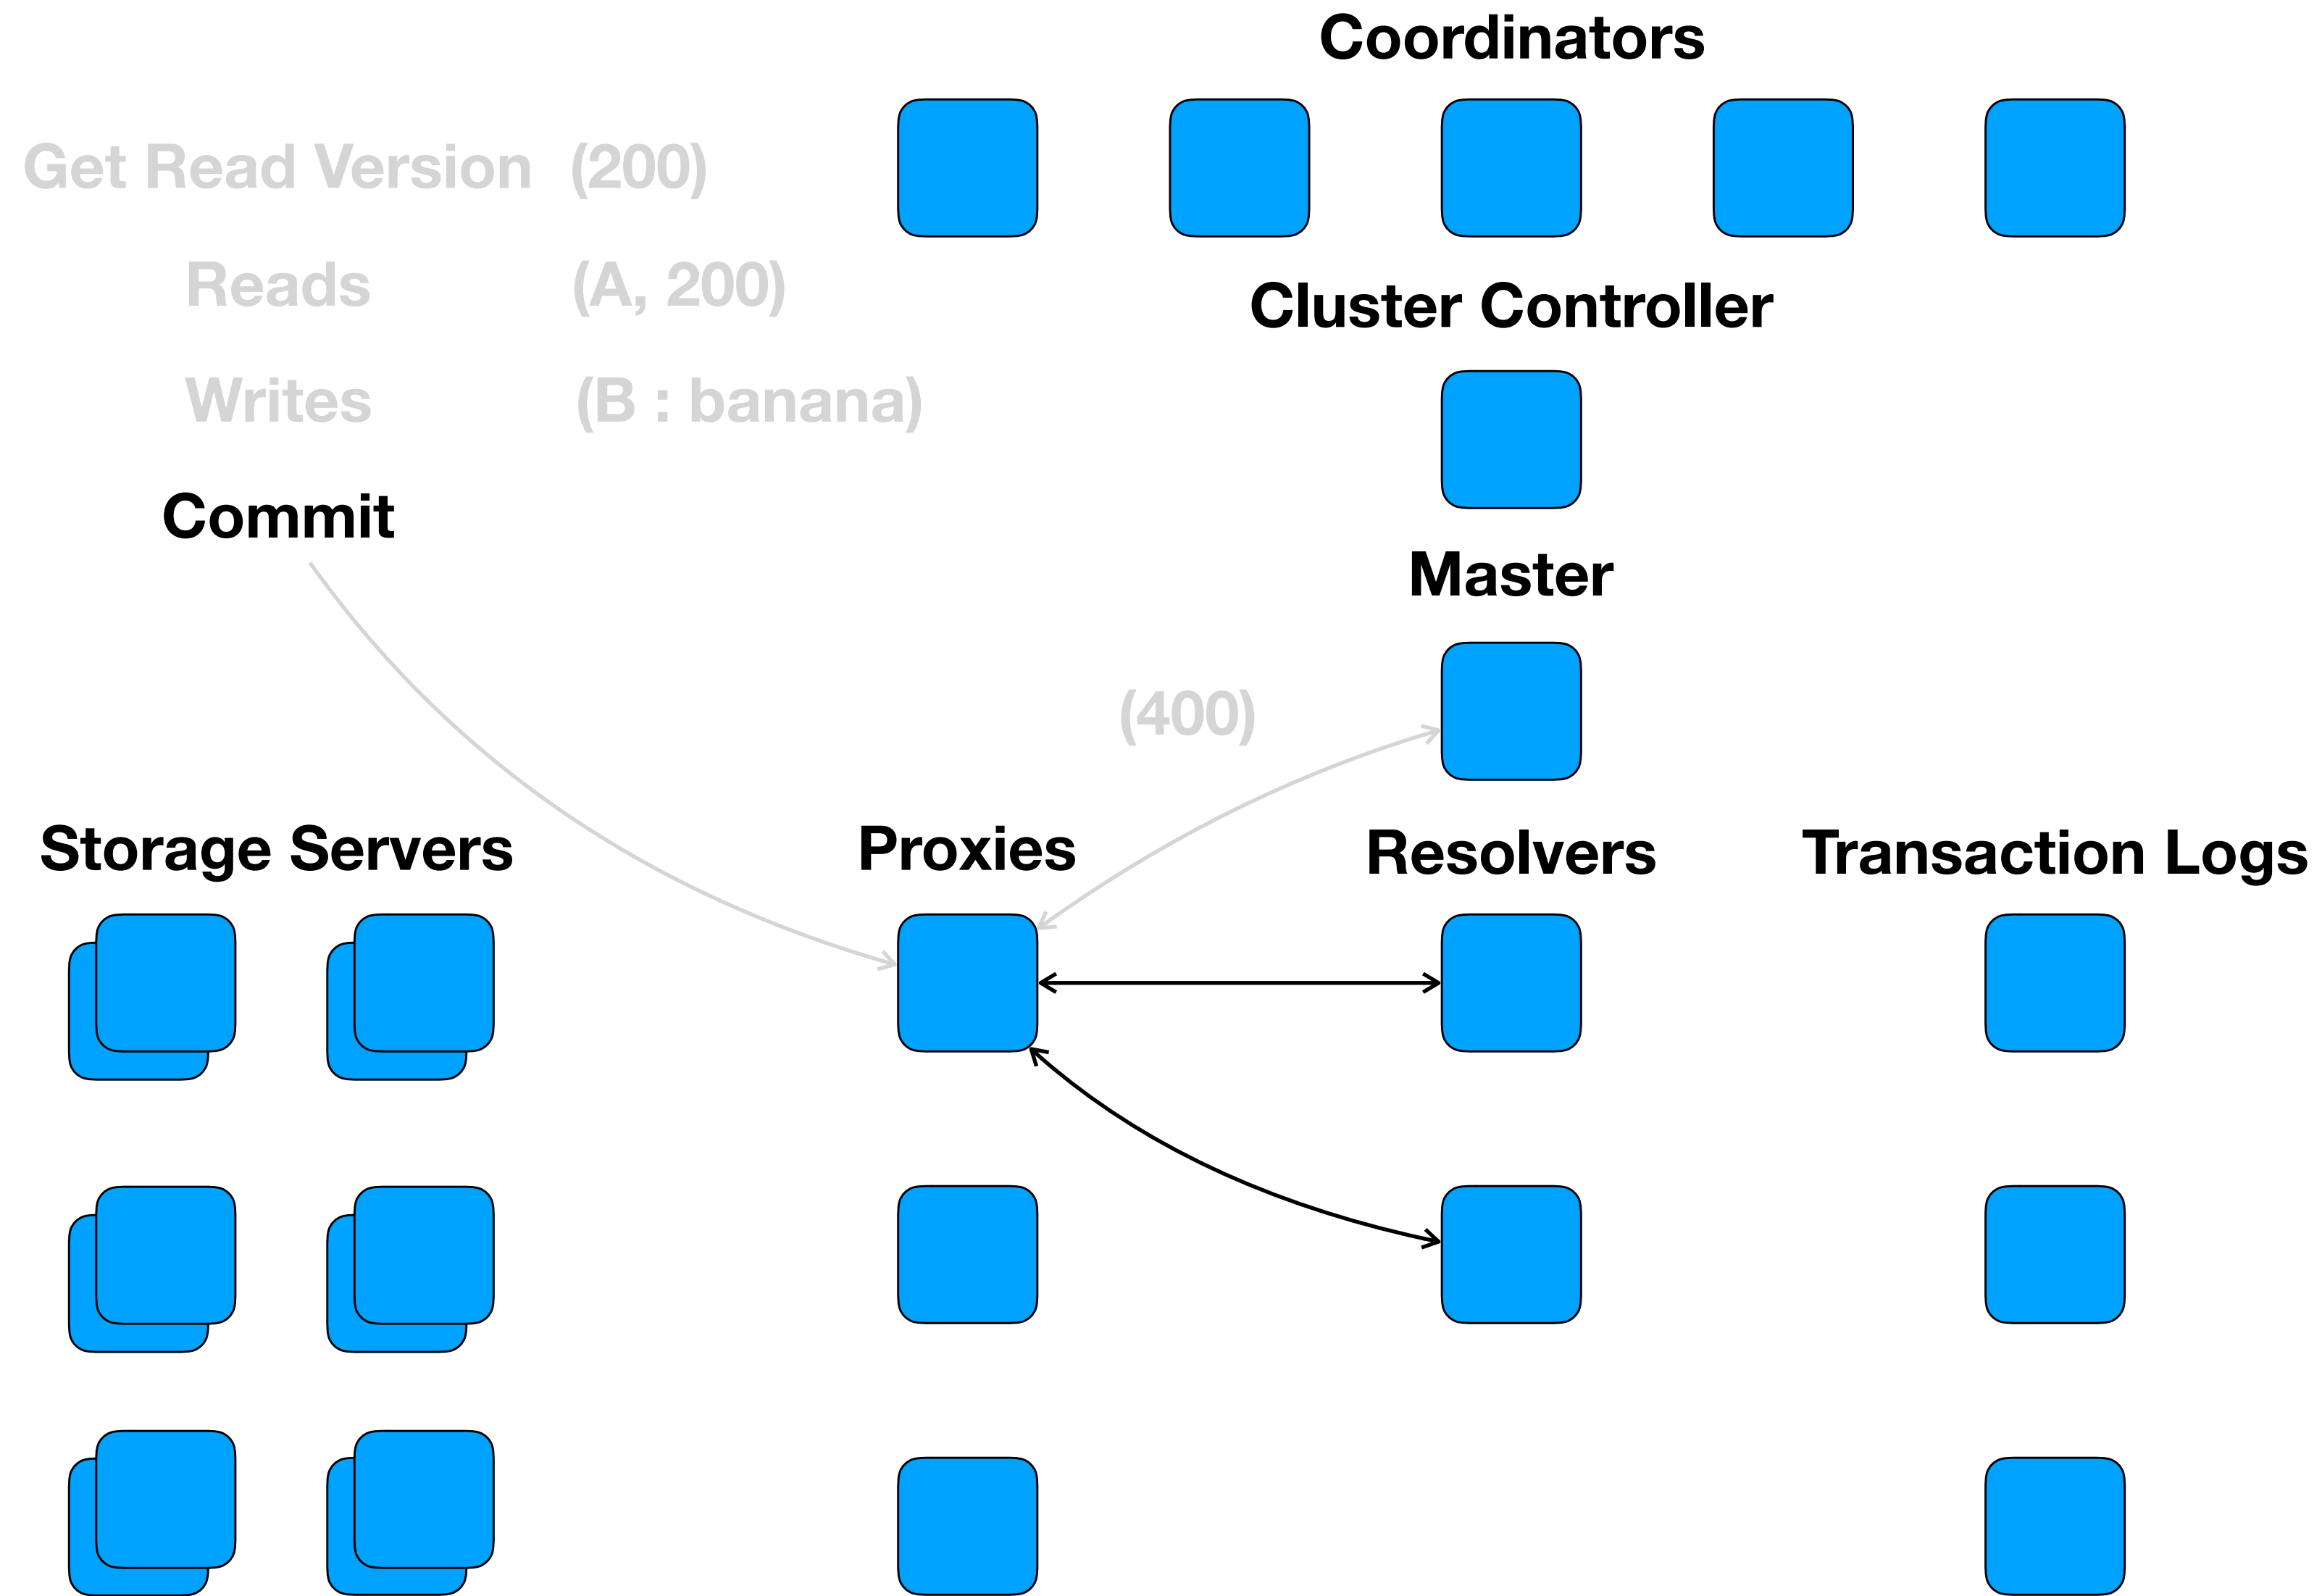 Coordinators
Get Read Version (200)
Reads (A, 200)
Cluster Controller
Writes (B : banana)
Commit
Master
(400)
Storage Servers
Proxies
Resolvers
Transaction Logs